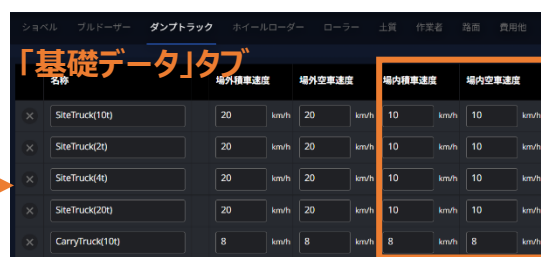 ショベル ブルドーザー ダンプトラック ホイールローダー ローラー 土質 作業者 路面 費用他
「基礎データ」タブ
名称 場外積車速度 場外空車速度 場内積車速度 場内空車速度
SiteTruck(10t) 20 km/h 20 km/h 10 km/h 10 km/h
SiteTruck(2t) 20 km/h 20 km/h 10 km/h 10 km/h
SiteTruck(4t) 20 km/h 20 km/h 10 km/h 10 km/h
SiteTruck(20t) 20 km/h 20 km/h 10 km/h 10 km/h
CarryTruck(10t) 8 km/h 8 km/h 8 km/h 8 km/h